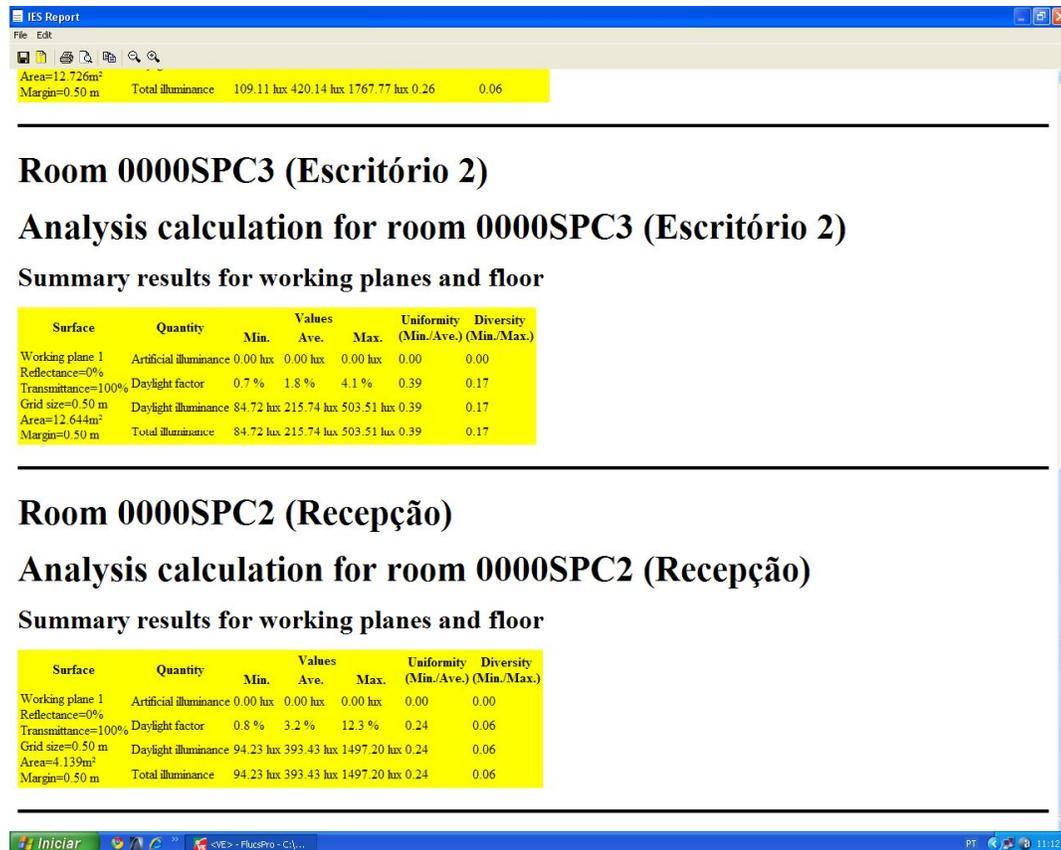 IES Report
File Edit
Area=12.726m²
Margin=0.50 m Total illuminance 109.11 lux 420.14 lux 1767.77 lux 0.26 0.06
Room 0000SPC3 (Escritório 2)
Analysis calculation for room 0000SPC3 (Escritório 2)
Summary results for working planes and floor
Surface Quantity Values Uniformity Diversity
Min. Ave. Max. (Min./Ave.) (Min./Max.)
Working plane 1 Artificial illuminance 0.00 lux 0.00 lux 0.00 lux 0.00 0.00
Reflectance=0%
Transmittance=100% Daylight factor 0.7 % 1.8 % 4.1 % 0.39 0.17
Grid size=0.50 m Daylight illuminance 84.72 lux 215.74 lux 503.51 lux 0.39 0.17
Area=12.644m²
Margin=0.50 m Total illuminance 84.72 lux 215.74 lux 503.51 lux 0.39 0.17
Room 0000SPC2 (Recepção)
Analysis calculation for room 0000SPC2 (Recepção)
Summary results for working planes and floor
Surface Quantity Values Uniformity Diversity
Min. Ave. Max. (Min./Ave.) (Min./Max.)
Working plane 1 Artificial illuminance 0.00 lux 0.00 lux 0.00 lux 0.00 0.00
Reflectance=0%
Transmittance=100% Daylight factor 0.8 % 3.2 % 12.3 % 0.24 0.06
Grid size=0.50 m Daylight illuminance 94.23 lux 393.43 lux 1497.20 lux 0.24 0.06
Area=4.139m²
Margin=0.50 m Total illuminance 94.23 lux 393.43 lux 1497.20 lux 0.24 0.06
Iniciar <VE> - FlucsPro - C:\... PT 11:12